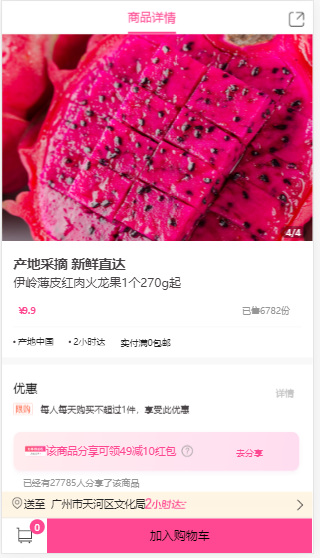 商品详情
4/4
产地采摘 新鲜直达
伊岭薄皮红肉火龙果1个270g起
¥9.9 已售6782份
• 产地中国 • 2小时达 实付满0包邮
优惠 详情
限购 每人每天购买不超过1件，享受此优惠
该商品分享可领49减10红包 ? 去分享
已经有27785人分享了该商品
送至 广州市天河区文化局 2小时达
0
加入购物车